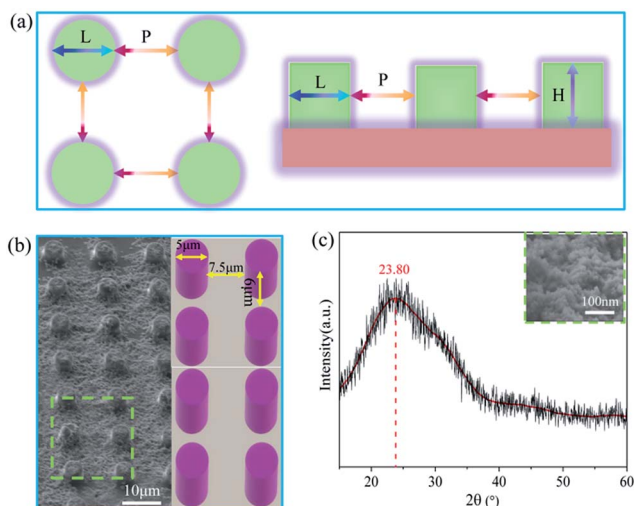 (a)
L
P
L
P
H
(b)
5μm
7.5μm
6μm
10μm
(c)
23.80
100nm
Intensity(a.u.)
20
30
40
50
60
2θ (°)